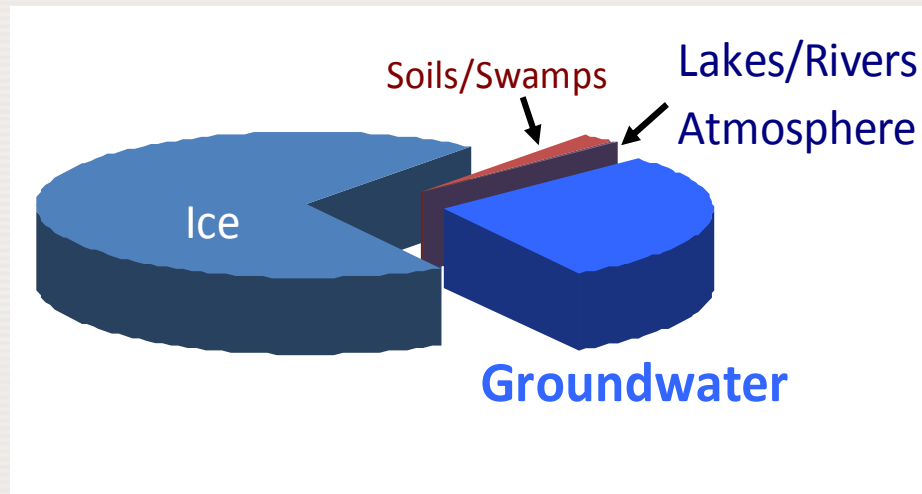 Soils/Swamps
Lakes/Rivers
Atmosphere
Ice
Groundwater